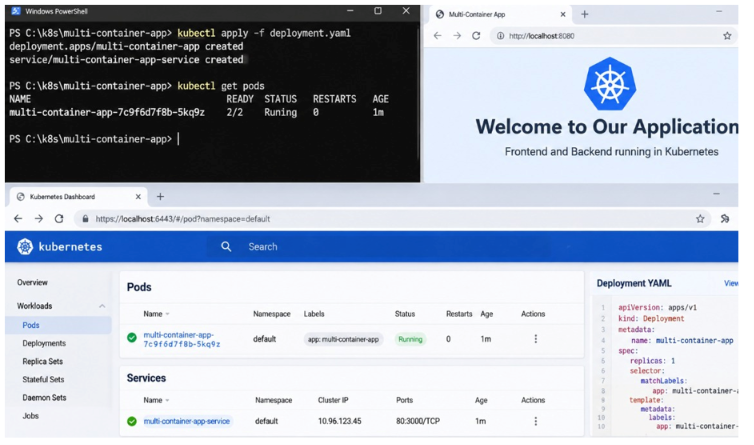 Windows PowerShell
PS C:\k8s\multi-container-app> kubectl apply -f deployment.yaml
deployment.apps/multi-container-app created
service/multi-container-app-service created
PS C:\k8s\multi-container-app> kubectl get pods
NAME READY STATUS RESTARTS AGE
multi-container-app-7c9f6d7f8b-5kq9z 2/2 Runing 0 1m
PS C:\k8s\multi-container-app>
Multi-Container App
http://localhost:8080
Welcome to Our Application
Frontend and Backend running in Kubernetes
Kubernetes Dashboard
https://localhost:6443/#/pod?namespace=default
kubernetes
Search
Overview
Workloads
Pods
Deployments
Replica Sets
Stateful Sets
Daemon Sets
Jobs
Pods
Name Namespace Labels Status Restarts Age Actions
multi-container-app-
7c9f6d7f8b-5kq9z default app: multi-container-app Running 0 1m
Services
Name Namespace Cluster IP Ports Age Actions
multi-container-app-service default 10.96.123.45 80:3000/TCP 1m
Deployment YAML View
1 apiVersion: apps/v1
2 kind: Deployment
3 metadata:
4 name: multi-container-app
5 spec:
6 replicas: 1
selector:
matchLabels:
app: multi-container-
template:
metadata:
labels:
app: multi-container-